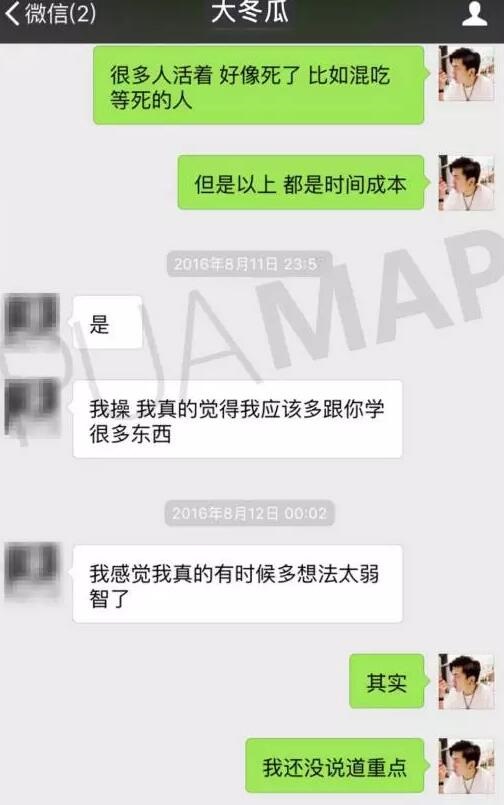 微信(2)
大冬瓜
很多人活着 好像死了 比如混吃
等死的人
但是以上 都是时间成本
2016年8月11日 23:57
是
我操 我真的觉得我应该多跟你学
很多东西
2016年8月12日 00:02
我感觉我真的有时候多想法太弱
智了
其实
我还没说道重点
PUAMAP